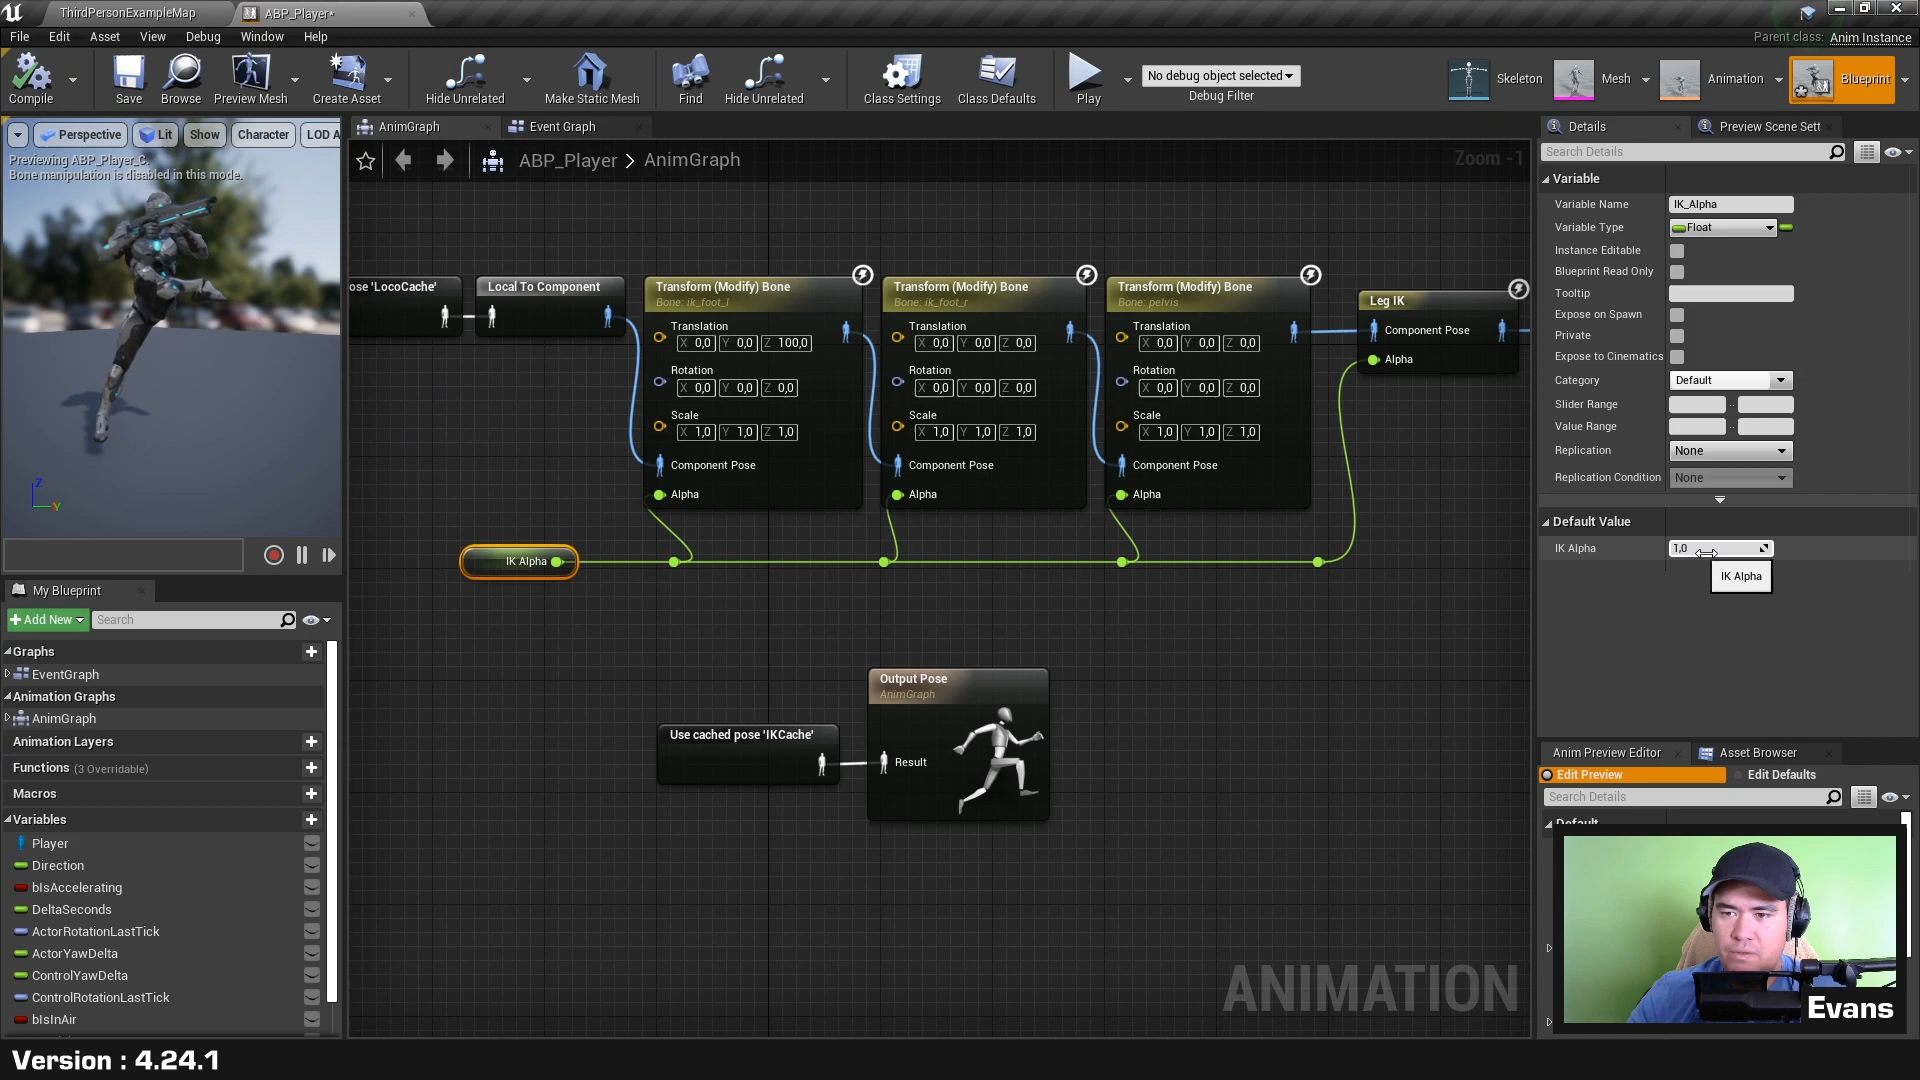 ThirdPersonExampleMap
ABP_Player*
File Edit Asset View Debug Window Help
Parent class: Anim Instance
Compile
Save
Browse
Preview Mesh
Create Asset
Hide Unrelated
Make Static Mesh
Find
Hide Unrelated
Class Settings
Class Defaults
Play
No debug object selected
Debug Filter
Skeleton
Mesh
Animation
Blueprint
Perspective
Lit
Show
Character
LOD A
Previewing ABP_Player_C.
Bone manipulation is disabled in this mode.
Z
Y
AnimGraph
Event Graph
ABP_Player > AnimGraph
Zoom -1
ose 'LocoCache'
Local To Component
Transform (Modify) Bone
Bone: ik_foot_l
Translation
X 0,0 Y 0,0 Z 100,0
Rotation
X 0,0 Y 0,0 Z 0,0
Scale
X 1,0 Y 1,0 Z 1,0
Component Pose
Alpha
Transform (Modify) Bone
Bone: ik_foot_r
Translation
X 0,0 Y 0,0 Z 0,0
Rotation
X 0,0 Y 0,0 Z 0,0
Scale
X 1,0 Y 1,0 Z 1,0
Component Pose
Alpha
Transform (Modify) Bone
Bone: pelvis
Translation
X 0,0 Y 0,0 Z 0,0
Rotation
X 0,0 Y 0,0 Z 0,0
Scale
X 1,0 Y 1,0 Z 1,0
Component Pose
Alpha
Leg IK
Component Pose
Alpha
IK Alpha
Use cached pose 'IKCache'
Output Pose
AnimGraph
Result
ANIMATION
My Blueprint
Add New
Search
Graphs
EventGraph
Animation Graphs
AnimGraph
Animation Layers
Functions (3 Overridable)
Macros
Variables
Player
Direction
bIsAccelerating
DeltaSeconds
ActorRotationLastTick
ActorYawDelta
ControlYawDelta
ControlRotationLastTick
bIsInAir
Details
Preview Scene Sett
Search Details
Variable
Variable Name IK_Alpha
Variable Type Float
Instance Editable
Blueprint Read Only
Tooltip
Expose on Spawn
Private
Expose to Cinematics
Category Default
Slider Range
Value Range
Replication None
Replication Condition None
Default Value
IK Alpha 1,0
IK Alpha
Anim Preview Editor
Asset Browser
Edit Preview
Edit Defaults
Search Details
Default
Evans
Version : 4.24.1